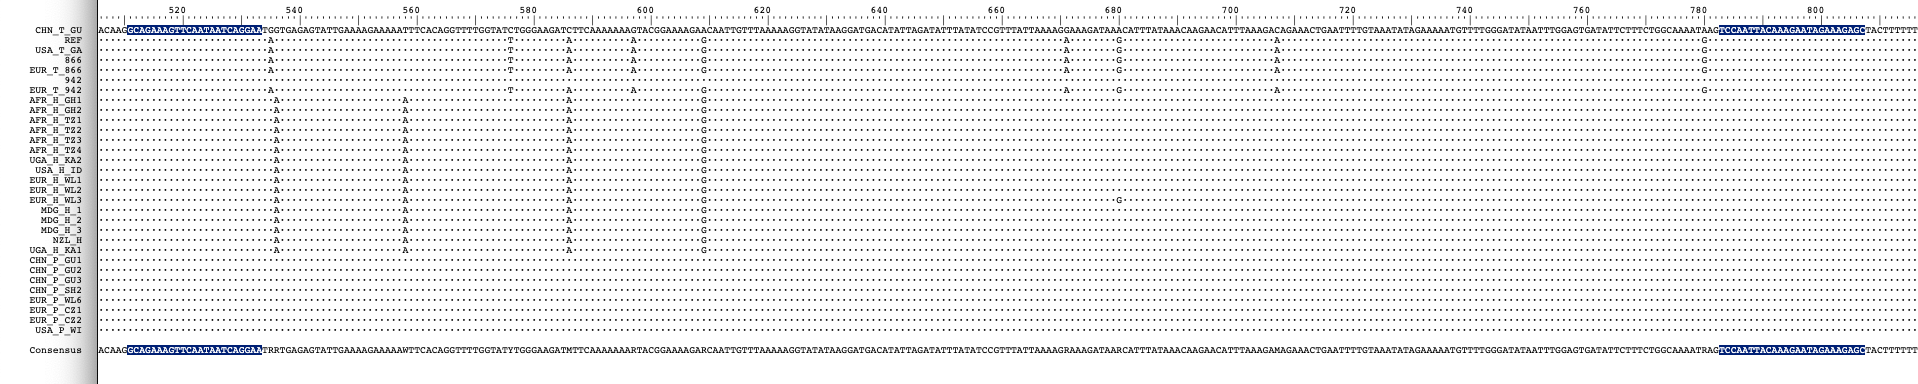 520 540 560 580 600 620 640 660 680 700 720 740 760 780 800
CHN_T_GU ACAAGGCAGAAAGTTCAATAATCAGGAATGGTGAGAGTATTGAAAAGAAAAATTTCACAGGTTTTGGTATCTGGGAAGATCTTCAAAAAAAGTACGGAAAAGAACAATTGTTTAAAAAGGTATATAAGGATGACATATTAGATATTTATATCCGTTTATTAAAAGGAAAGATAAACATTTATAAACAAGAACATTTAAAGACAGAAACTGAATTTTGTAAATATAGAAAAATGTTTTGGGATATAATTTGGAGTGATATTCTTTCTGGCAAAATAAGTCCAATTACAAAGAATAGAAAGAGCTACTTTTTT
REF
USA_T_GA
866
EUR_T_866
942
EUR_T_942 A T A A G A G A G
AFR_H_GH1 A A A G
AFR_H_GH2 A A A G
AFR_H_TZ1 A A A G
AFR_H_TZ2 A A A G
AFR_H_TZ3 A A A G
AFR_H_TZ4 A A A G
UGA_H_KA2 A A A G
USA_H_ID A A A G
EUR_H_WL1 A A A G
EUR_H_WL2 A A A G
EUR_H_WL3 A A A G G
MDG_H_1 A A A G
MDG_H_2 A A A G
MDG_H_3 A A A G
NZL_H A A A G
UGA_H_KA1 A A A G
CHN_P_GU1
CHN_P_GU2
CHN_P_GU3
CHN_P_SH2
EUR_P_WL6
EUR_P_CZ1
EUR_P_CZ2
USA_P_WI
Consensus ACAAGGCAGAAAGTTCAATAATCAGGAATRRTGAGAGTATTGAAAAGAAAAAWTTCACAGGTTTTGGTATYTGGGAAGATMTTCAAAAAAARTACGGAAAAGARCAATTGTTTAAAAAGGTATATAAGGATGACATATTAGATATTTATATCCGTTTATTAAAAGRAAAGATAARCATTTATAAACAAGAACATTTAAAGAMAGAAACTGAATTTTGTAAATATAGAAAAATGTTTTGGGATATAATTTGGAGTGATATTCTTTCTGGCAAAATRAGTCCAATTACAAAGAATAGAAAGAGCTACTTTTTT